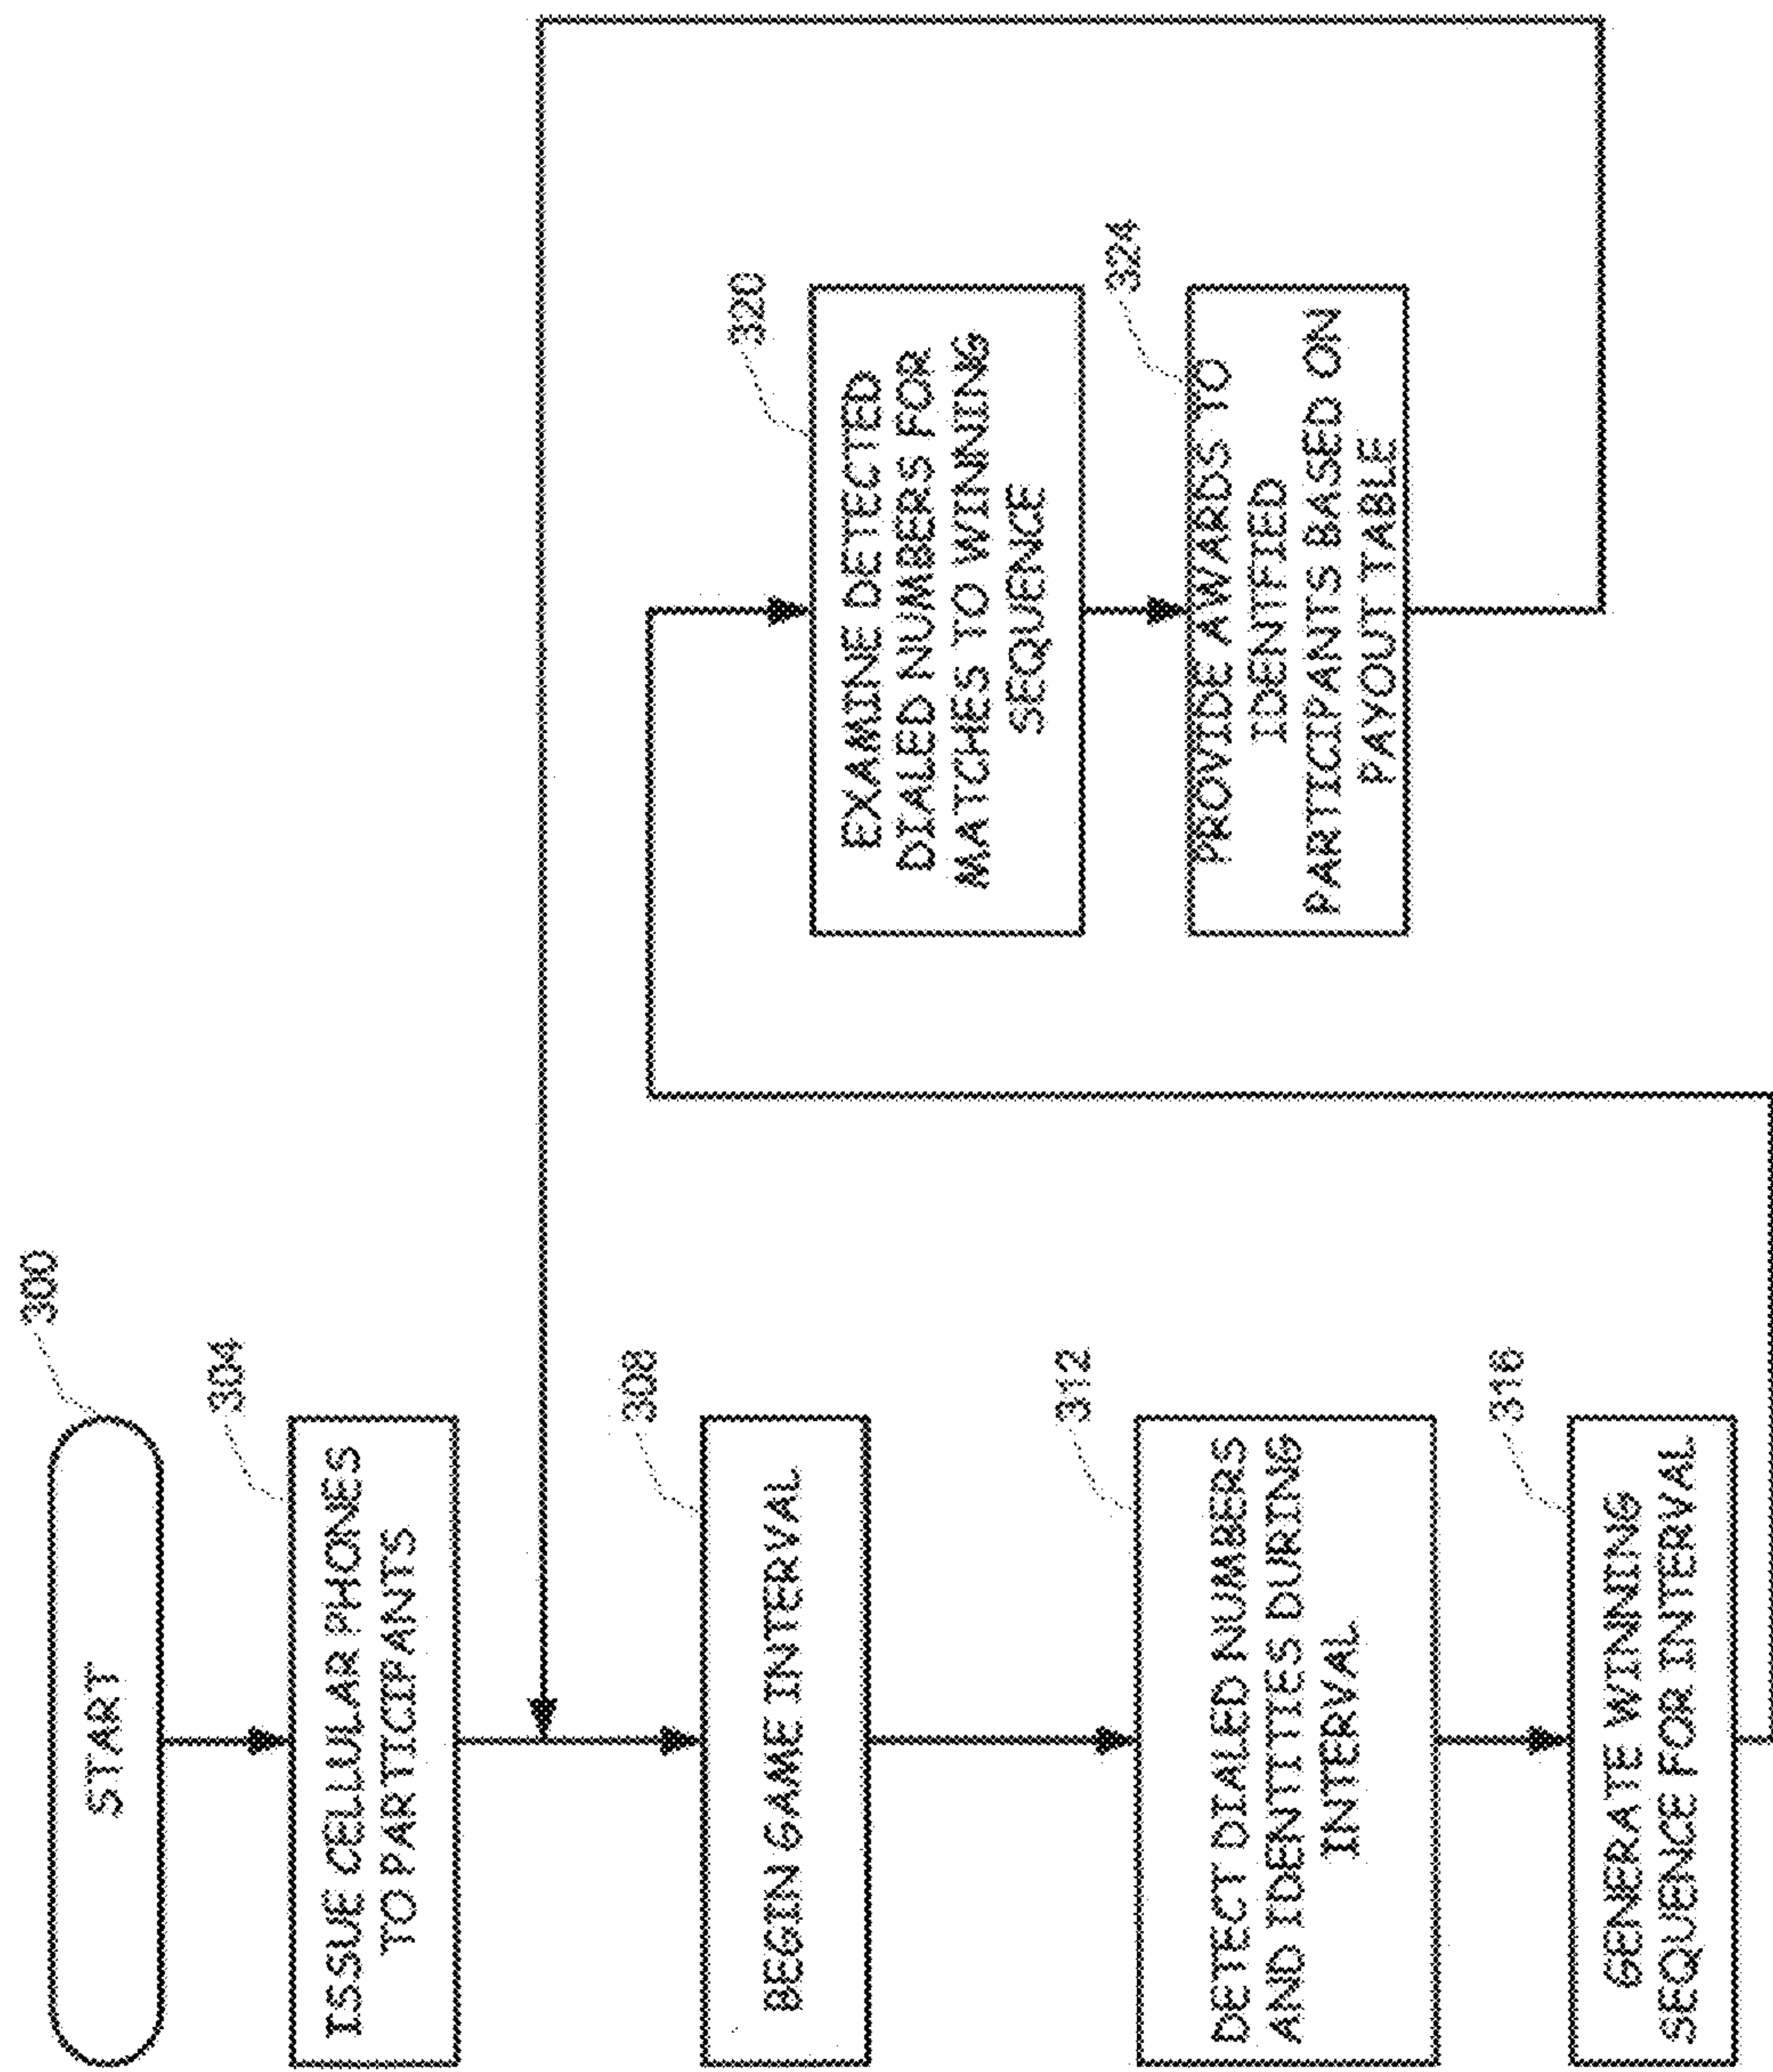 START
300
ISSUE CELLULAR PHONES
TO PARTICIPANTS
304
BEGIN GAME INTERVAL
308
DETECT DIALED NUMBERS
AND IDENTITIES DURING
INTERVAL
312
GENERATE WINNING
SEQUENCE FOR INTERVAL
316
EXAMINE DETECTED
DIALED NUMBERS FOR
MATCHES TO WINNING
SEQUENCE
320
PROVIDE AWARDS TO
IDENTIFIED
PARTICIPANTS BASED ON
PAYOUT TABLE
324